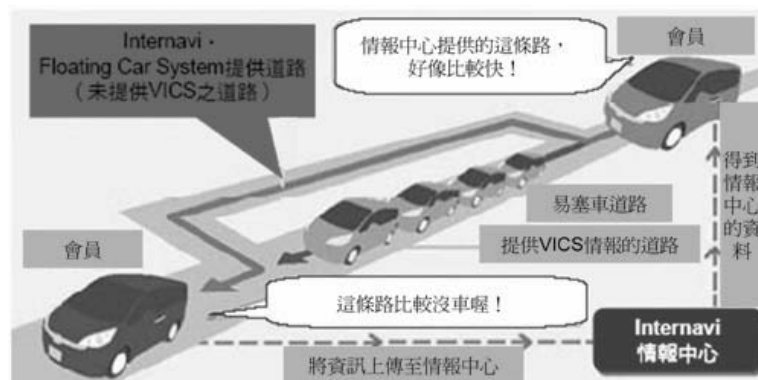 Internavi・
Floating Car System提供道路
（未提供VICS之道路）
情報中心提供的這條路，
好像比較快！
會員
得到
情報
中心
的資
料
易塞車道路
提供VICS情報的道路
會員
這條路比較沒車喔！
將資訊上傳至情報中心
Internavi
情報中心